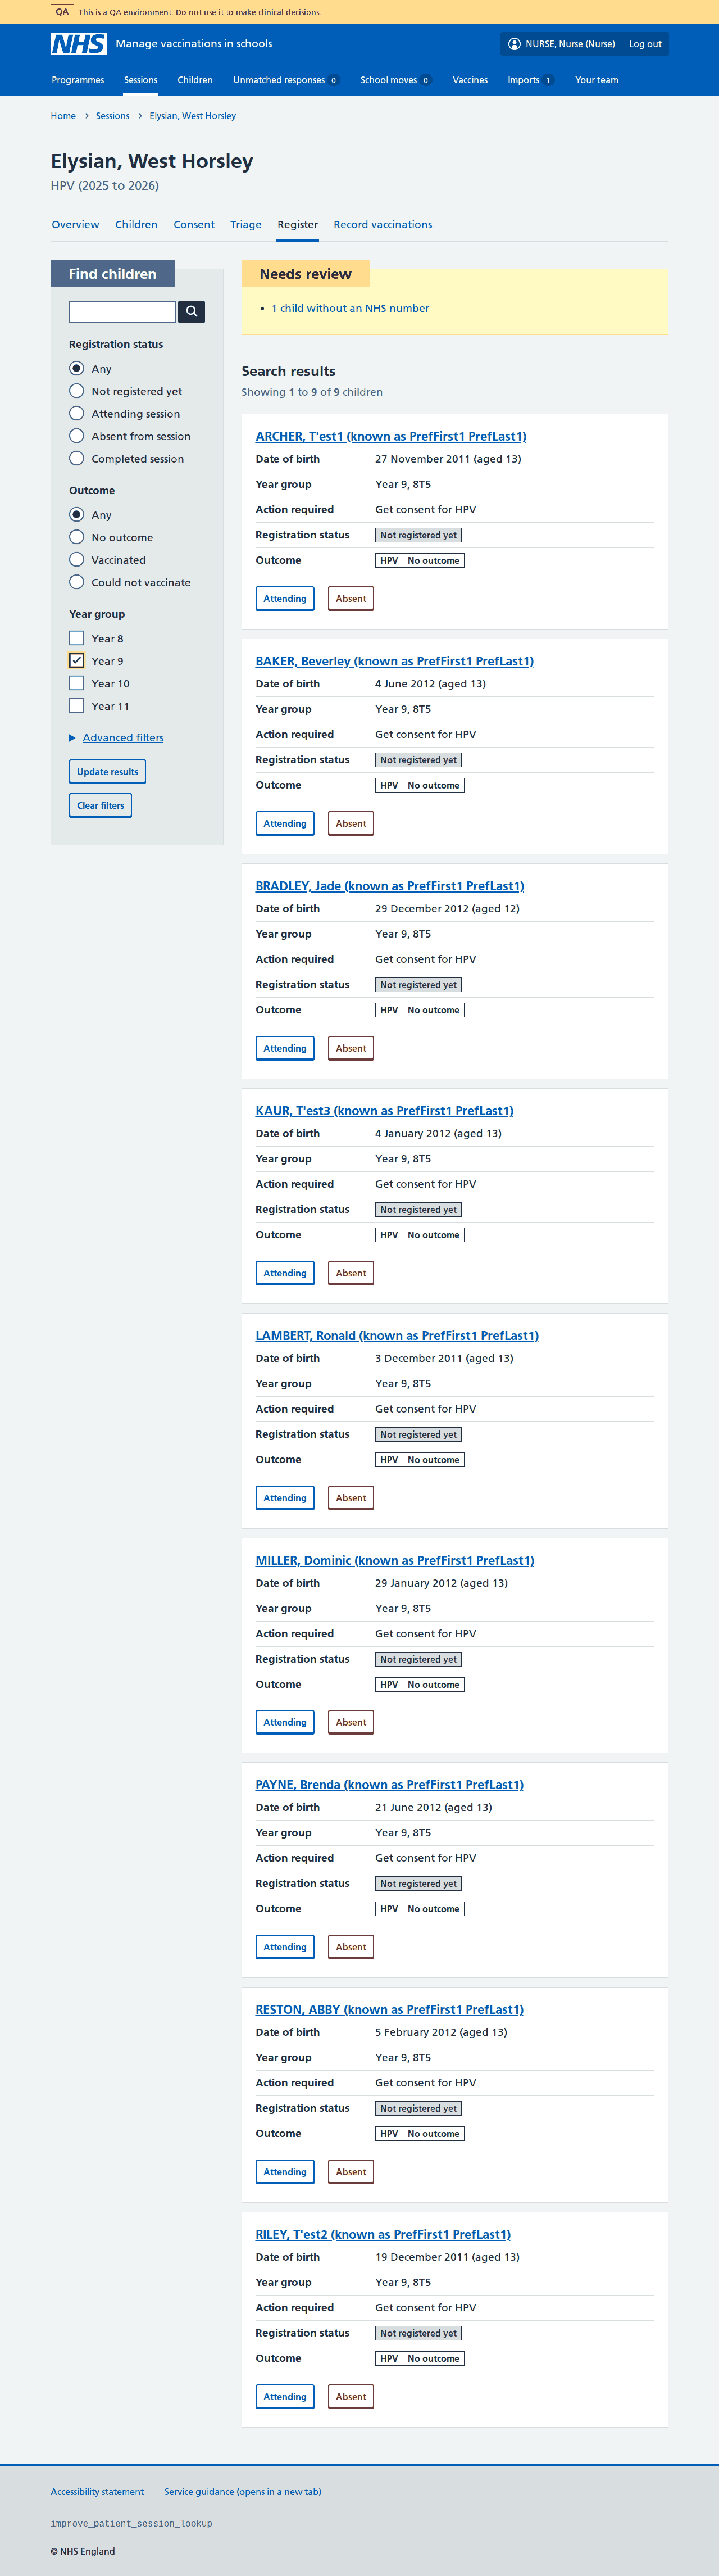 QA This is a QA environment. Do not use it to make clinical decisions.
NHS Manage vaccinations in schools NURSE, Nurse (Nurse) Log out
Programmes Sessions Children Unmatched responses 0 School moves 0 Vaccines Imports 1 Your team
Home > Sessions > Elysian, West Horsley
Elysian, West Horsley
HPV (2025 to 2026)
Overview Children Consent Triage Register Record vaccinations
Find children
Registration status
Any
Not registered yet
Attending session
Absent from session
Completed session
Outcome
Any
No outcome
Vaccinated
Could not vaccinate
Year group
Year 8
Year 9
Year 10
Year 11
Advanced filters
Update results
Clear filters
Needs review
• 1 child without an NHS number
Search results
Showing 1 to 9 of 9 children
ARCHER, T'est1 (known as PrefFirst1 PrefLast1)
Date of birth 27 November 2011 (aged 13)
Year group Year 9, 8T5
Action required Get consent for HPV
Registration status Not registered yet
Outcome HPV No outcome
Attending Absent
BAKER, Beverley (known as PrefFirst1 PrefLast1)
Date of birth 4 June 2012 (aged 13)
Year group Year 9, 8T5
Action required Get consent for HPV
Registration status Not registered yet
Outcome HPV No outcome
Attending Absent
BRADLEY, Jade (known as PrefFirst1 PrefLast1)
Date of birth 29 December 2012 (aged 12)
Year group Year 9, 8T5
Action required Get consent for HPV
Registration status Not registered yet
Outcome HPV No outcome
Attending Absent
KAUR, T'est3 (known as PrefFirst1 PrefLast1)
Date of birth 4 January 2012 (aged 13)
Year group Year 9, 8T5
Action required Get consent for HPV
Registration status Not registered yet
Outcome HPV No outcome
Attending Absent
LAMBERT, Ronald (known as PrefFirst1 PrefLast1)
Date of birth 3 December 2011 (aged 13)
Year group Year 9, 8T5
Action required Get consent for HPV
Registration status Not registered yet
Outcome HPV No outcome
Attending Absent
MILLER, Dominic (known as PrefFirst1 PrefLast1)
Date of birth 29 January 2012 (aged 13)
Year group Year 9, 8T5
Action required Get consent for HPV
Registration status Not registered yet
Outcome HPV No outcome
Attending Absent
PAYNE, Brenda (known as PrefFirst1 PrefLast1)
Date of birth 21 June 2012 (aged 13)
Year group Year 9, 8T5
Action required Get consent for HPV
Registration status Not registered yet
Outcome HPV No outcome
Attending Absent
RESTON, ABBY (known as PrefFirst1 PrefLast1)
Date of birth 5 February 2012 (aged 13)
Year group Year 9, 8T5
Action required Get consent for HPV
Registration status Not registered yet
Outcome HPV No outcome
Attending Absent
RILEY, T'est2 (known as PrefFirst1 PrefLast1)
Date of birth 19 December 2011 (aged 13)
Year group Year 9, 8T5
Action required Get consent for HPV
Registration status Not registered yet
Outcome HPV No outcome
Attending Absent
Accessibility statement Service guidance (opens in a new tab)
improve_patient_session_lookup
© NHS England